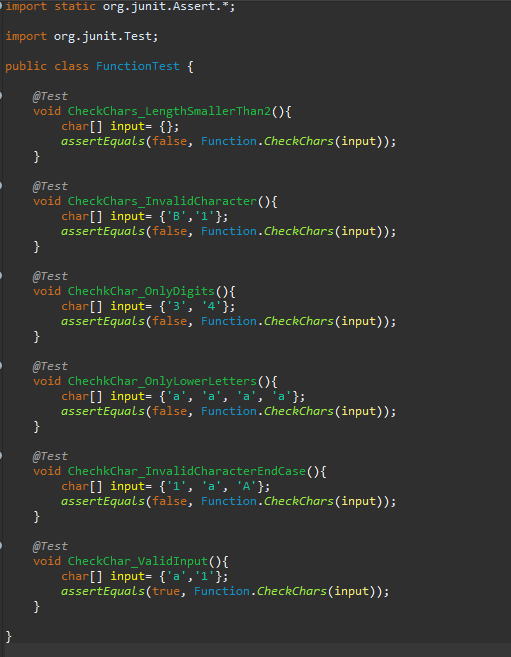 import static org.junit.Assert.*;
import org.junit.Test;
public class FunctionTest {
@Test
void CheckChars_LengthSmallerThan2(){
char[] input= {};
assertEquals(false, Function.CheckChars(input));
}
@Test
void CheckChars_InvalidCharacter(){
char[] input= {'B','1'};
assertEquals(false, Function.CheckChars(input));
}
@Test
void ChechkChar_OnlyDigits(){
char[] input= {'3', '4'};
assertEquals(false, Function.CheckChars(input));
}
@Test
void ChechkChar_OnlyLowerLetters(){
char[] input= {'a', 'a', 'a', 'a'};
assertEquals(false, Function.CheckChars(input));
}
@Test
void ChechkChar_InvalidCharacterEndCase(){
char[] input= {'1', 'a', 'A'};
assertEquals(false, Function.CheckChars(input));
}
@Test
void CheckChar_ValidInput(){
char[] input= {'a','1'};
assertEquals(true, Function.CheckChars(input));
}
}